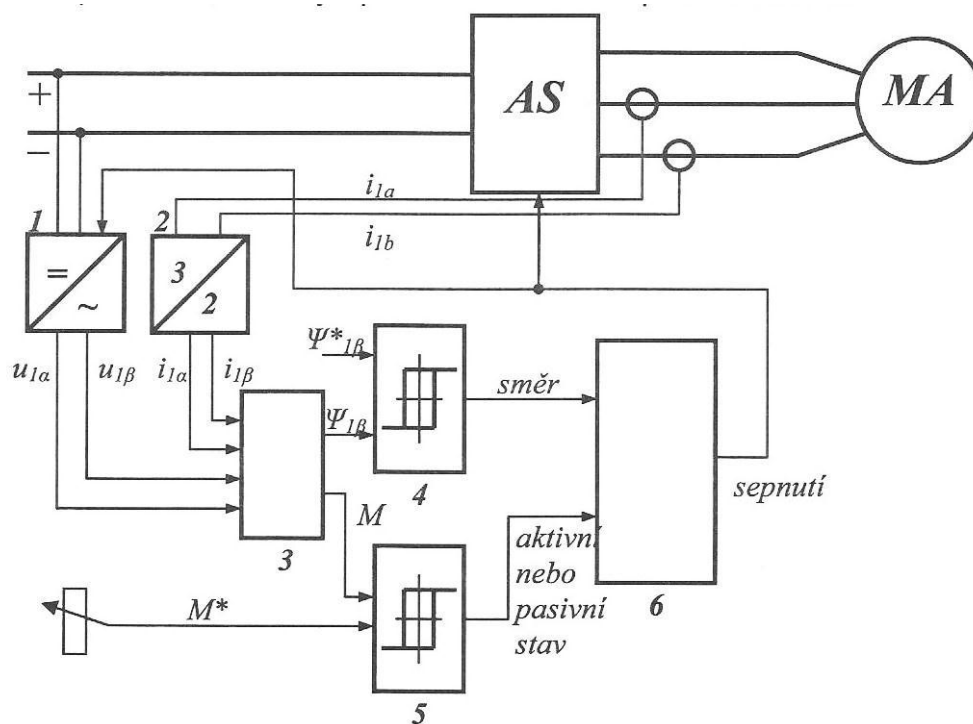 AS
MA
+
−
i1a
i1b
1
2
=
~
3
2
u1α
u1β
i1α
i1β
Ψ*1β
Ψ1β
směr
4
3
M
sepnutí
aktivní
nebo
pasivní
stav
6
M*
5